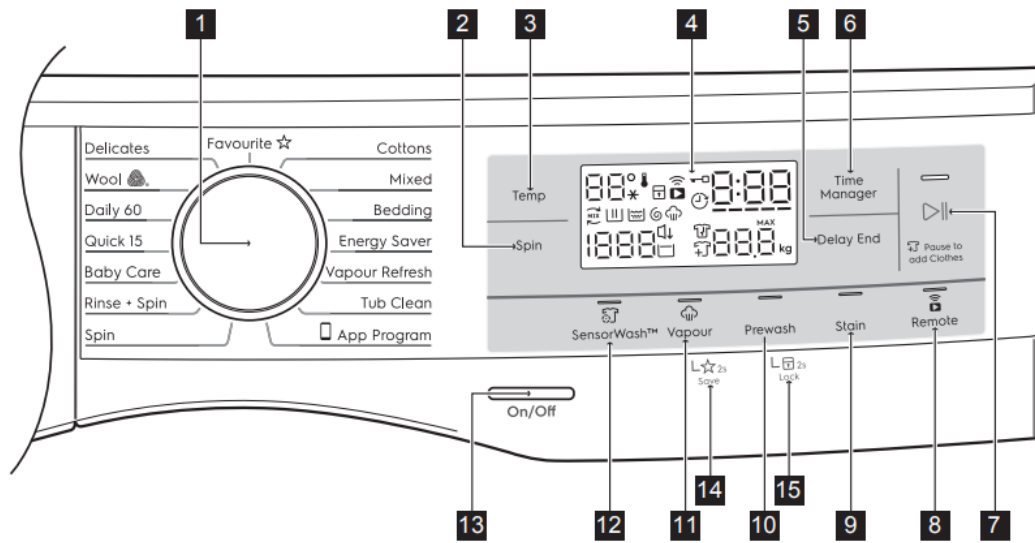 1
2
3
4
5
6
Favourite
Delicates
Cottons
Wool
Mixed
Daily 60
Bedding
Quick 15
Energy Saver
Baby Care
Vapour Refresh
Rinse + Spin
Tub Clean
Spin
App Program
Temp
Spin
88°
8:88
MIX
1888
MAX
88.8 kg
Time
Manager
Delay End
Pause to
add Clothes
SensorWash™
Vapour
Prewash
Stain
Remote
2s
Save
2s
Lock
On/Off
14
15
13
12
11
10
9
8
7